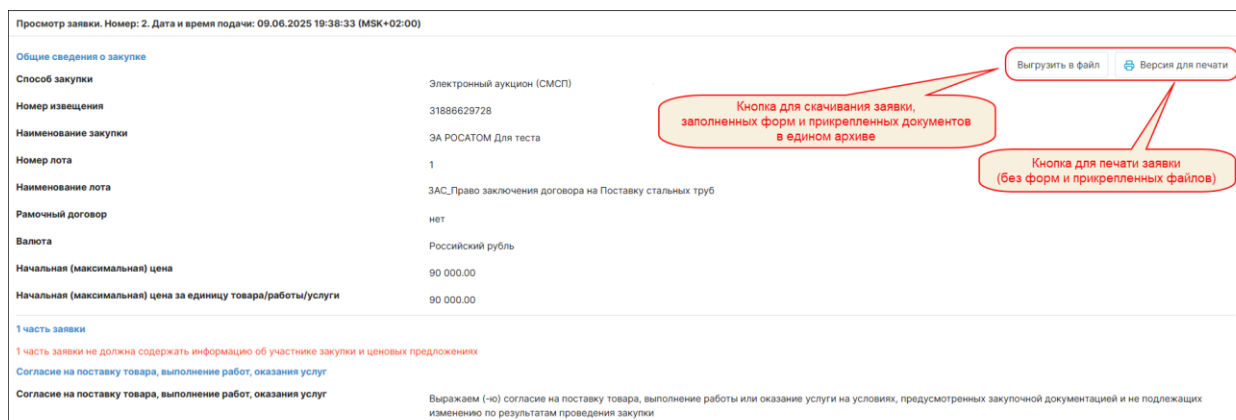 Просмотр заявки. Номер: 2. Дата и время подачи: 09.06.2025 19:38:33 (MSK+02:00)
Общие сведения о закупке
Выгрузить в файл
Версия для печати
Способ закупки
Электронный аукцион (СМСП)
Номер извещения
31886629728
Кнопка для скачивания заявки,
заполненных форм и прикрепленных документов
в едином архиве
Наименование закупки
ЭА РОСАТОМ Для теста
Номер лота
1
Кнопка для печати заявки
(без форм и прикрепленных файлов)
Наименование лота
ЗАС_Право заключения договора на Поставку стальных труб
Рамочный договор
нет
Валюта
Российский рубль
Начальная (максимальная) цена
90 000.00
Начальная (максимальная) цена за единицу товара/работы/услуги
90 000.00
1 часть заявки
1 часть заявки не должна содержать информацию об участнике закупки и ценовых предложениях
Согласие на поставку товара, выполнение работ, оказания услуг
Согласие на поставку товара, выполнение работ, оказания услуг
Выражаем (-ю) согласие на поставку товара, выполнение работы или оказание услуги на условиях, предусмотренных закупочной документацией и не подлежащих
изменению по результатам проведения закупки